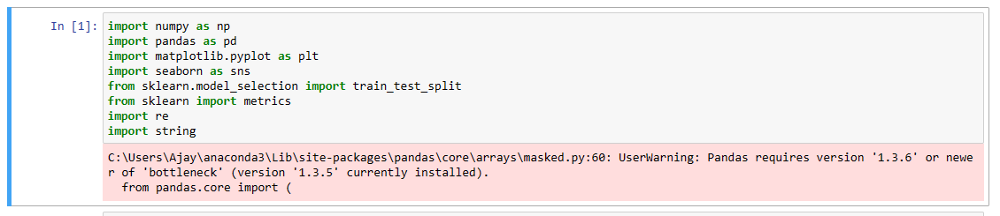 In [1]: import numpy as np
import pandas as pd
import matplotlib.pyplot as plt
import seaborn as sns
from sklearn.model_selection import train_test_split
from sklearn import metrics
import re
import string
C:\Users\Ajay\anaconda3\Lib\site-packages\pandas\core\arrays\masked.py:60: UserWarning: Pandas requires version '1.3.6' or newe
r of 'bottleneck' (version '1.3.5' currently installed).
  from pandas.core import (